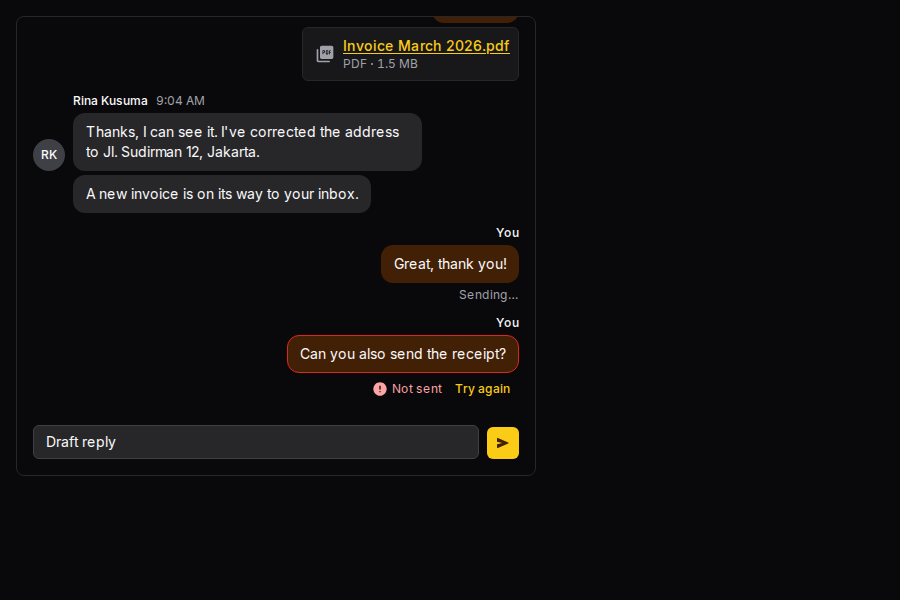 Invoice March 2026.pdf
PDF
PDF · 1.5 MB
Rina Kusuma 9:04 AM
Thanks, I can see it. I've corrected the address
to Jl. Sudirman 12, Jakarta.
RK
A new invoice is on its way to your inbox.
You
Great, thank you!
Sending...
You
Can you also send the receipt?
Not sent Try again
Draft reply